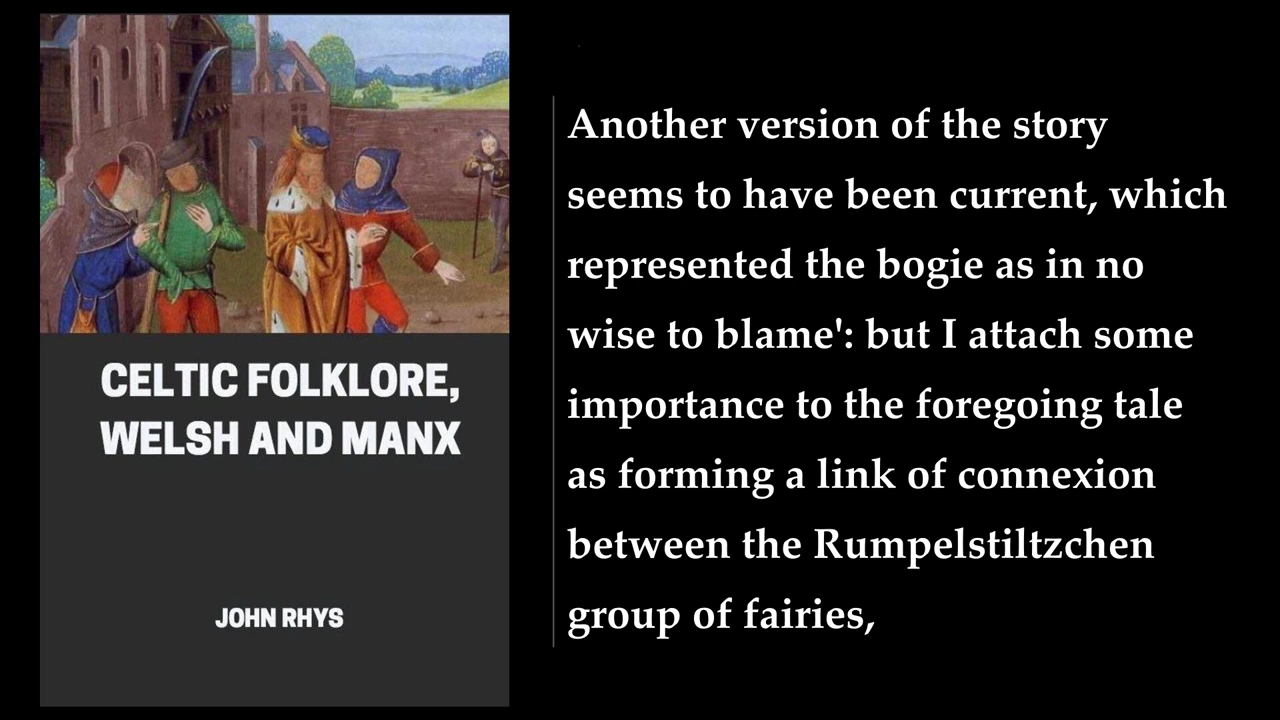 CELTIC FOLKLORE,
WELSH AND MANX
JOHN RHYS
Another version of the story
seems to have been current, which
represented the bogie as in no
wise to blame': but I attach some
importance to the foregoing tale
as forming a link of connexion
between the Rumpelstiltzchen
group of fairies,